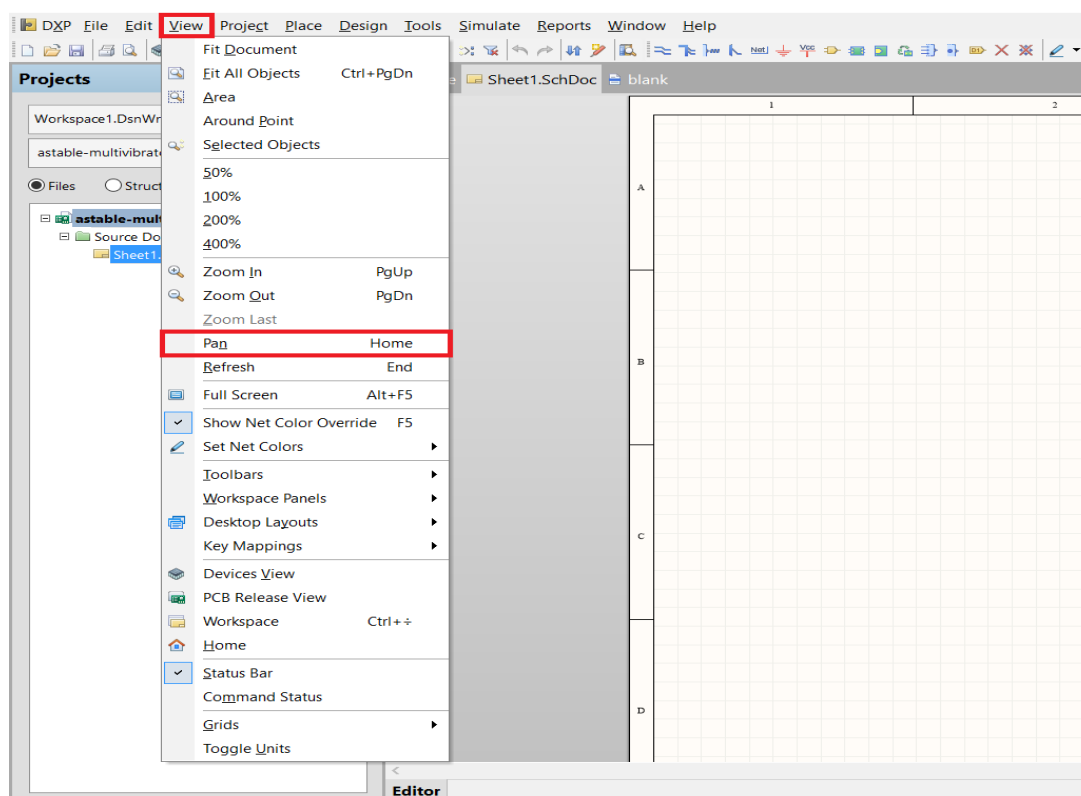 DXP File Edit View Project Place Design Tools Simulate Reports Window Help
Projects
Sheet1.SchDoc
blank
Workspace1.DsnWr
astable-multivibrat
Files Struct
astable-mul
Source Do
Sheet1.
Fit Document
Fit All Objects Ctrl+PgDn
Area
Around Point
Selected Objects
50%
100%
200%
400%
Zoom In PgUp
Zoom Out PgDn
Zoom Last
Pan Home
Refresh End
Full Screen Alt+F5
Show Net Color Override F5
Set Net Colors
Toolbars
Workspace Panels
Desktop Layouts
Key Mappings
Devices View
PCB Release View
Workspace Ctrl+÷
Home
Status Bar
Command Status
Grids
Toggle Units
1 2
A
B
C
D
Editor